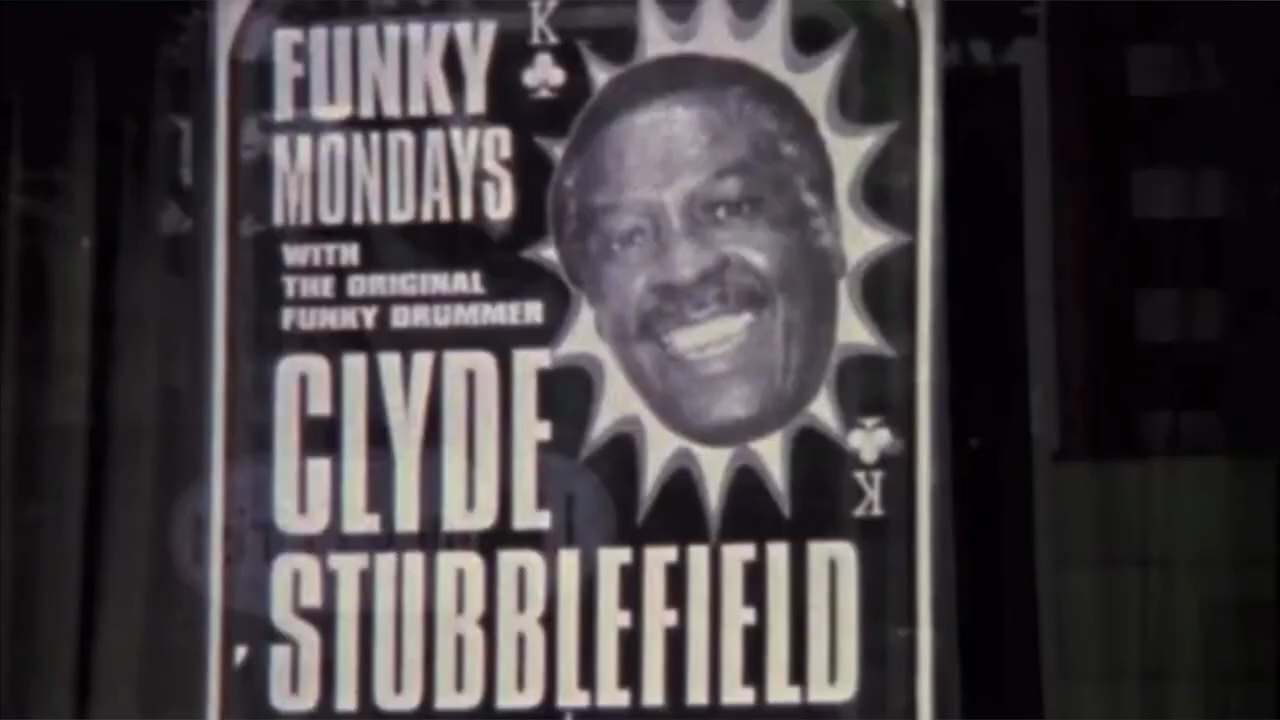 K
FUNKY
MONDAYS
WITH
THE ORIGINAL
FUNKY DRUMMER
CLYDE
STUBBLEFIELD
K